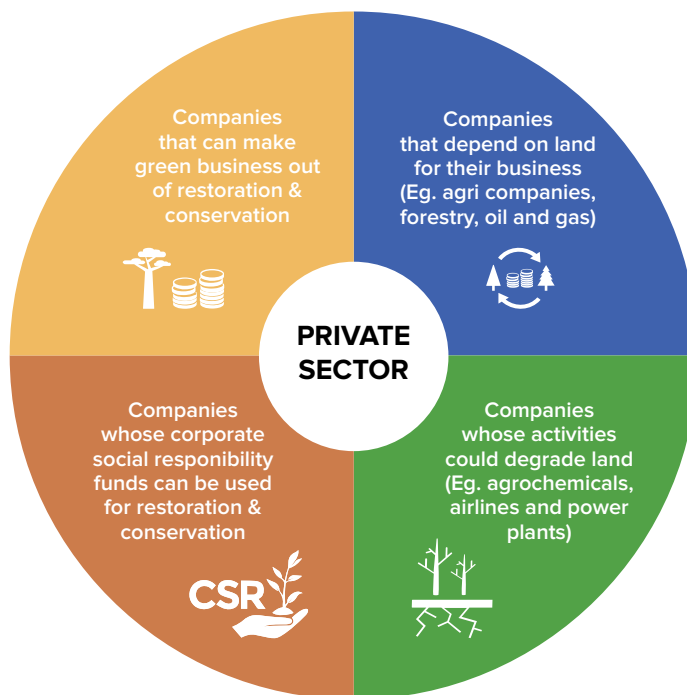 Companies
that can make
green business out
of restoration &
conservation
Companies
that depend on land
for their business
(Eg. agri companies,
forestry, oil and gas)
PRIVATE
SECTOR
Companies
whose corporate
social responibility
funds can be used
for restoration &
conservation
CSR
Companies
whose activities
could degrade land
(Eg. agrochemicals,
airlines and power
plants)